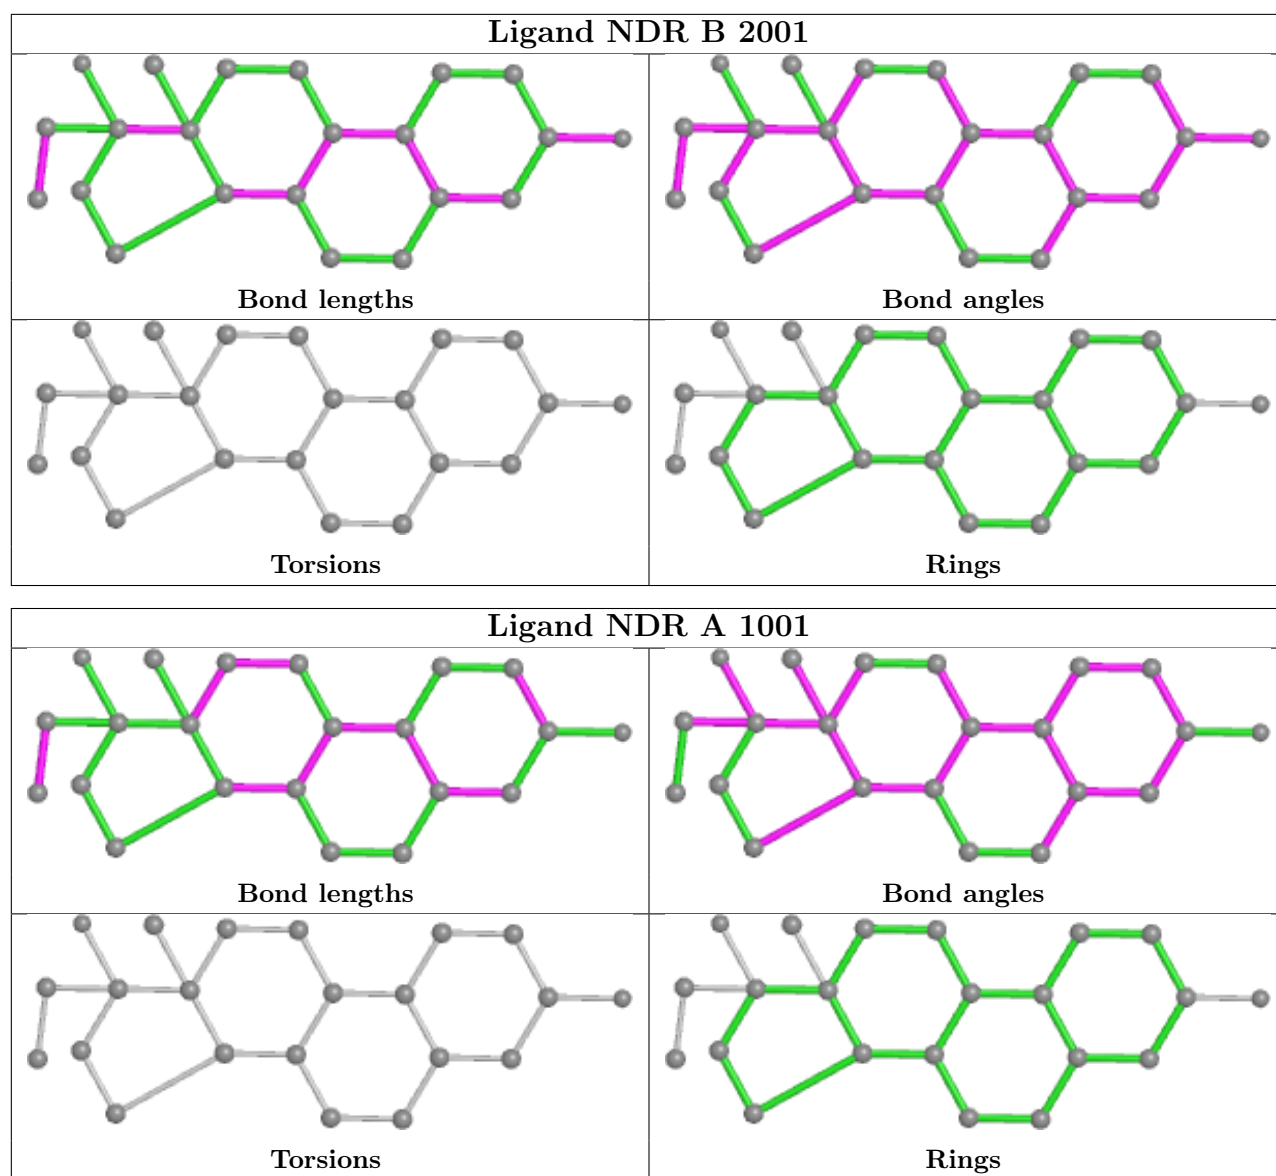 Ligand NDR B 2001
Bond lengths
Bond angles
Torsions
Rings
Ligand NDR A 1001
Bond lengths
Bond angles
Torsions
Rings